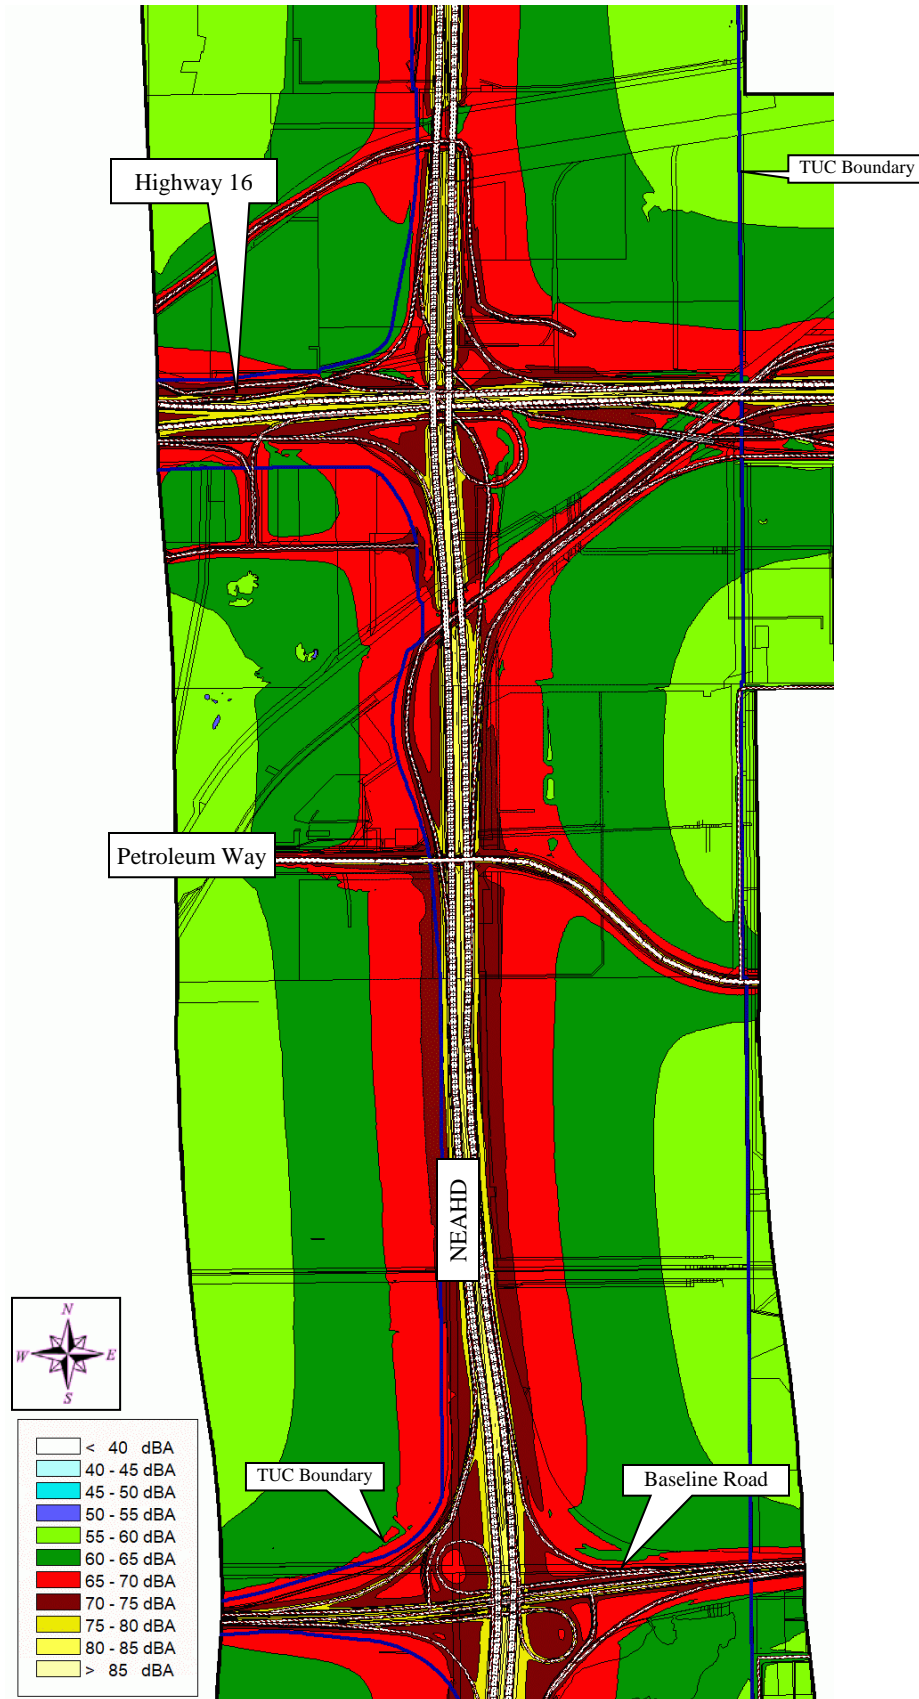 TUC Boundary
Highway 16
Petroleum Way
NEAHD
N
W E
S
TUC Boundary
Baseline Road
< 40 dBA
40 - 45 dBA
45 - 50 dBA
50 - 55 dBA
55 - 60 dBA
60 - 65 dBA
65 - 70 dBA
70 - 75 dBA
75 - 80 dBA
80 - 85 dBA
> 85 dBA